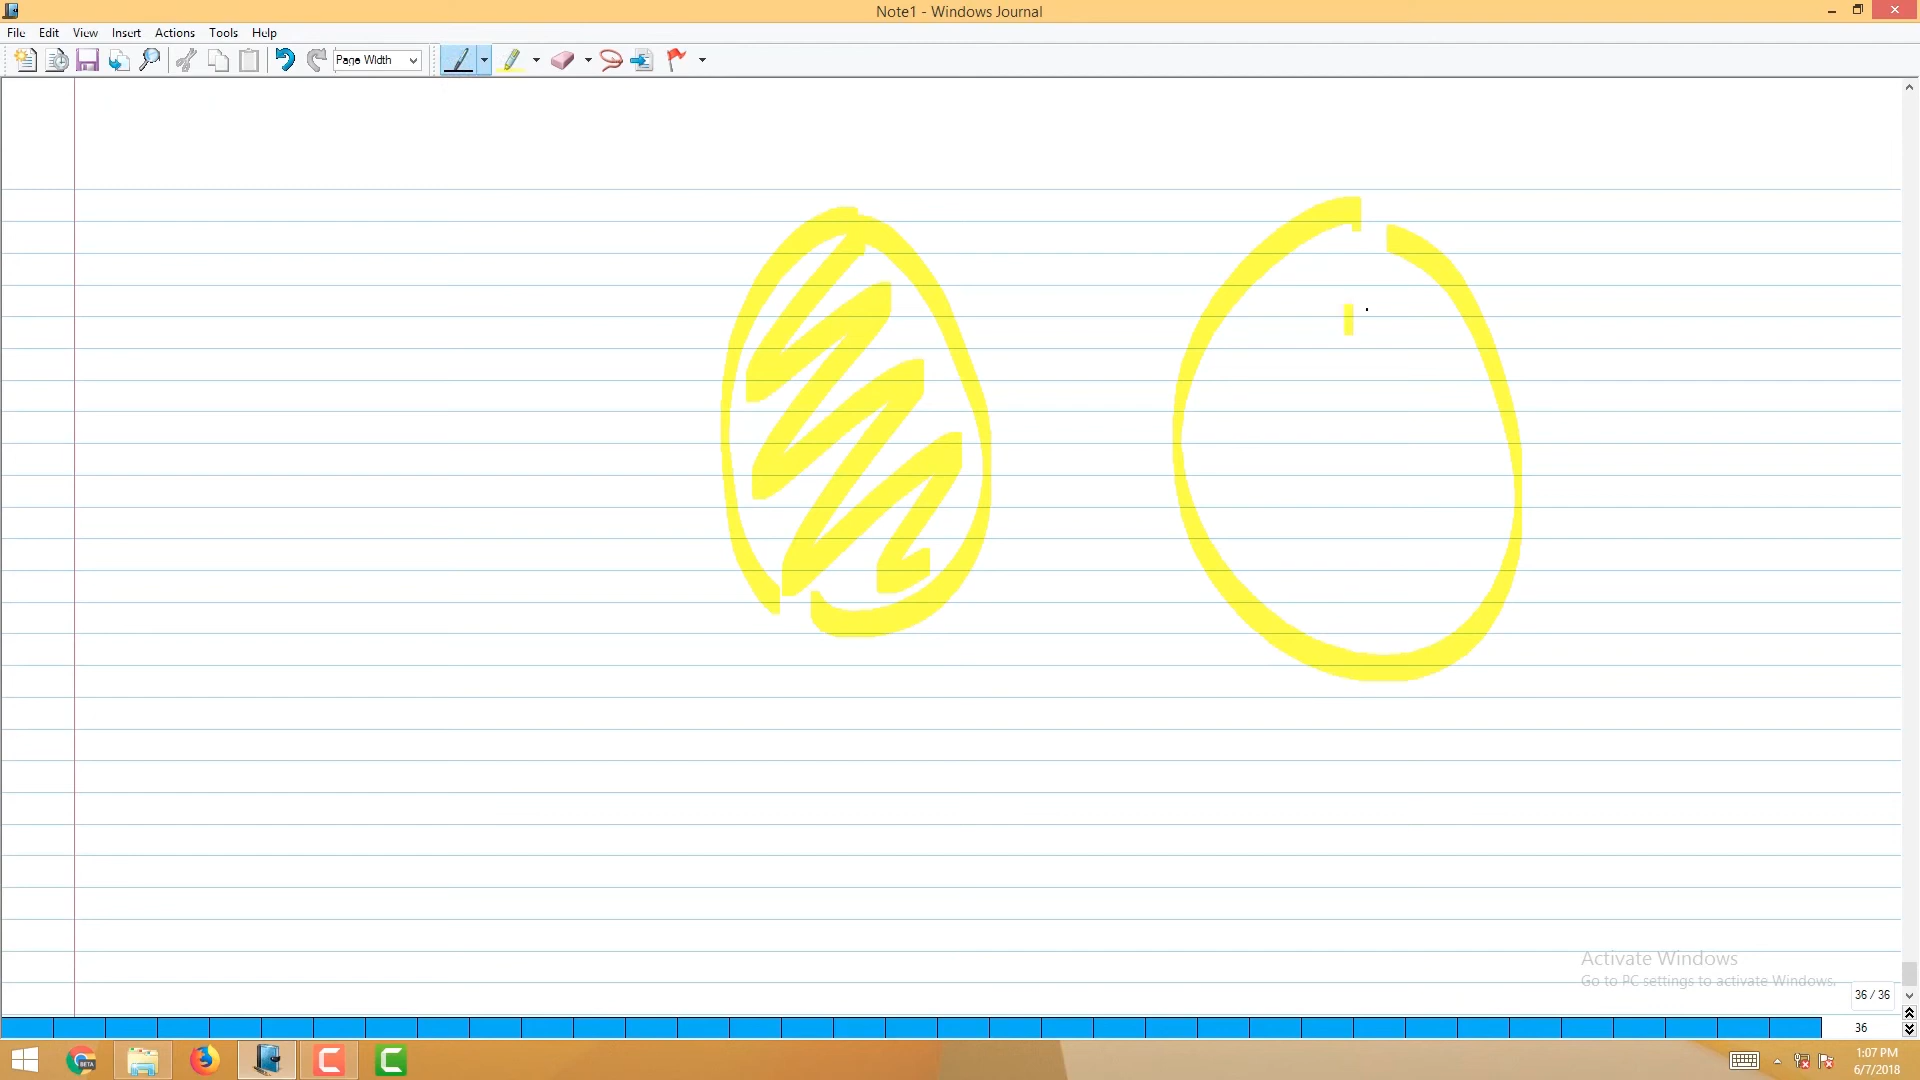 Note1 - Windows Journal
File Edit View Insert Actions Tools Help
Page Width
Activate Windows
Go to PC settings to activate Windows.
36 / 36
36
BETA
1:07 PM
6/7/2018